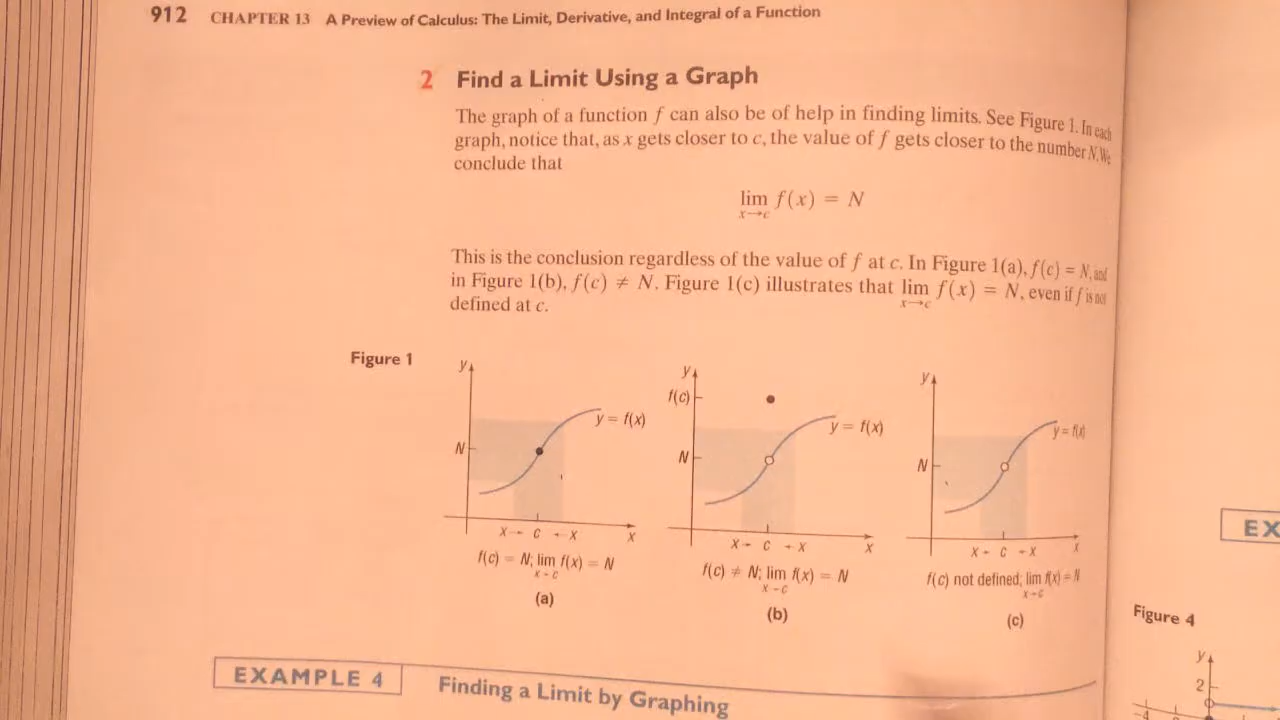 912 CHAPTER 13 A Preview of Calculus: The Limit, Derivative, and Integral of a Function
2 Find a Limit Using a Graph
The graph of a function f can also be of help in finding limits. See Figure 1. In each
graph, notice that, as x gets closer to c, the value of f gets closer to the number N. We
conclude that
lim f(x) = N
x→c
This is the conclusion regardless of the value of f at c. In Figure 1(a), f(c) = N, and
in Figure 1(b), f(c) ≠ N. Figure 1(c) illustrates that lim f(x) = N, even if f is not
x→c
defined at c.
Figure 1
y
y = f(x)
N
x→ c ←x
x
f(c) = N; lim f(x) = N
x→c
(a)
y
f(c)
y = f(x)
N
x→ c ←x
x
f(c) ≠ N; lim f(x) = N
x→c
(b)
y
y = f(x)
N
x→ c ←x
x
f(c) not defined; lim f(x) = N
x→c
(c)
EXAMPLE 4 Finding a Limit by Graphing
EX
Figure 4
y
2
−4